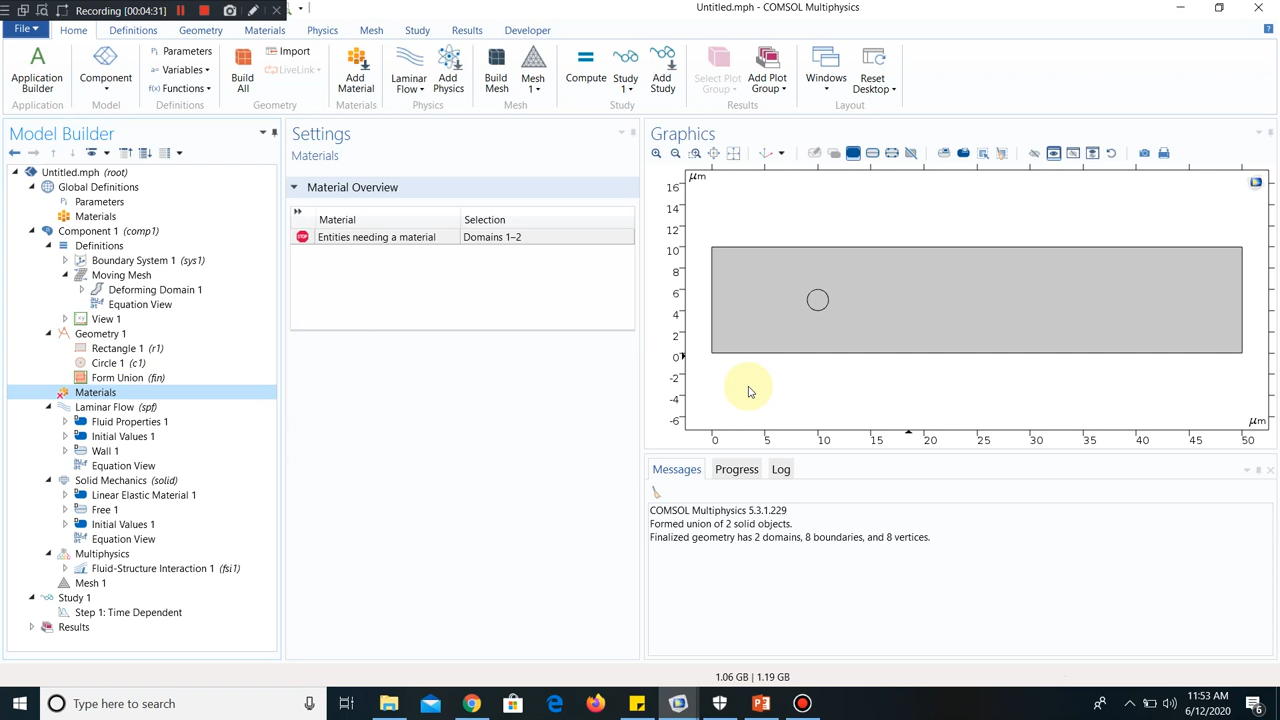 Recording [00:04:31]
Untitled.mph - COMSOL Multiphysics
File
Home
Definitions
Geometry
Materials
Physics
Mesh
Study
Results
Developer
Application Builder
Application
Component
Model
Parameters
Variables
Functions
Definitions
Build All
Import
LiveLink
Geometry
Add Material
Materials
Laminar Flow
Add Physics
Physics
Build Mesh
Mesh 1
Mesh
Compute
Study 1
Add Study
Study
Select Plot Group
Add Plot Group
Results
Windows
Reset Desktop
Layout
Model Builder
Untitled.mph (root)
Global Definitions
Pi Parameters
Materials
Component 1 (comp1)
Definitions
Boundary System 1 (sys1)
Moving Mesh
Deforming Domain 1
Equation View
View 1
Geometry 1
Rectangle 1 (r1)
Circle 1 (c1)
Form Union (fin)
Materials
Laminar Flow (spf)
Fluid Properties 1
Initial Values 1
Wall 1
Equation View
Solid Mechanics (solid)
Linear Elastic Material 1
Free 1
Initial Values 1
Equation View
Multiphysics
Fluid-Structure Interaction 1 (fsi1)
Mesh 1
Study 1
Step 1: Time Dependent
Results
Settings
Materials
Material Overview
Material Selection
STOP Entities needing a material Domains 1–2
Graphics
μm
16
14
12
10
8
6
4
2
0
-2
-4
-6
μm
0 5 10 15 20 25 30 35 40 45 50
Messages Progress Log
COMSOL Multiphysics 5.3.1.229
Formed union of 2 solid objects.
Finalized geometry has 2 domains, 8 boundaries, and 8 vertices.
1.06 GB | 1.19 GB
Type here to search
11:53 AM
6/12/2020
6